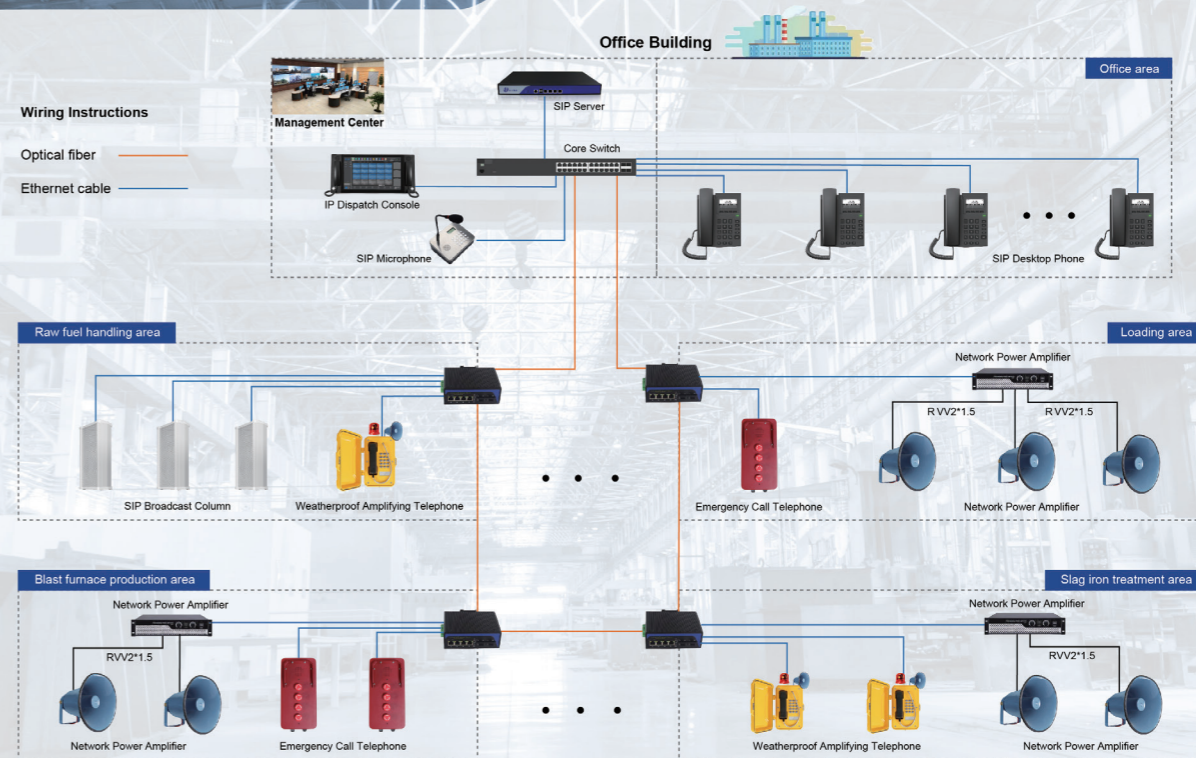 Office Building
Office area
Management Center
SIP Server
Wiring Instructions
Optical fiber
Ethernet cable
Core Switch
IP Dispatch Console
SIP Microphone
SIP Desktop Phone
Raw fuel handling area
Loading area
Network Power Amplifier
RVV2*1.5
RVV2*1.5
SIP Broadcast Column
Weatherproof Amplifying Telephone
Emergency Call Telephone
Network Power Amplifier
Blast furnace production area
Slag iron treatment area
Network Power Amplifier
Network Power Amplifier
RVV2*1.5
RVV2*1.5
Network Power Amplifier
Emergency Call Telephone
Weatherproof Amplifying Telephone
Network Power Amplifier